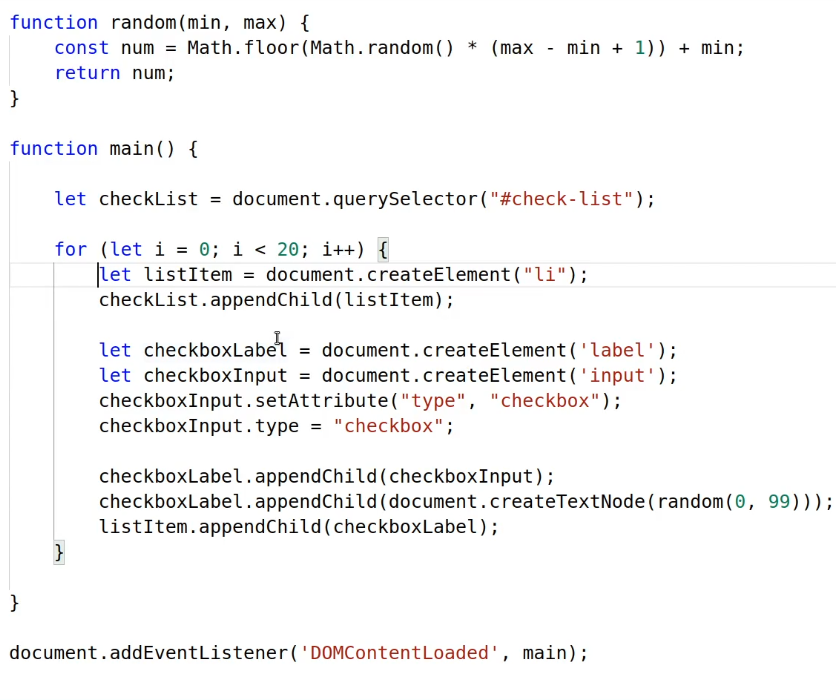 function random(min, max) {
    const num = Math.floor(Math.random() * (max - min + 1)) + min;
    return num;
}
function main() {
    let checkList = document.querySelector("#check-list");
    for (let i = 0; i < 20; i++) {
        let listItem = document.createElement("li");
        checkList.appendChild(listItem);
        let checkboxLabel = document.createElement('label');
        let checkboxInput = document.createElement('input');
        checkboxInput.setAttribute("type", "checkbox");
        checkboxInput.type = "checkbox";
        checkboxLabel.appendChild(checkboxInput);
        checkboxLabel.appendChild(document.createTextNode(random(0, 99)));
        listItem.appendChild(checkboxLabel);
    }
}
document.addEventListener('DOMContentLoaded', main);